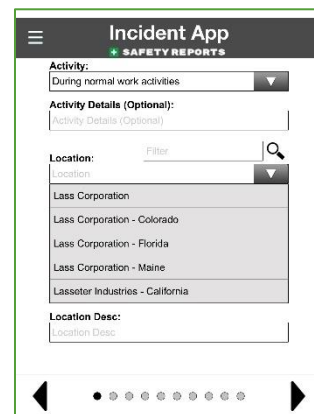 Incident App
SAFETY REPORTS
Activity:
During normal work activities
Activity Details (Optional):
Activity Details (Optional)
Filter
Location:
Location
Lass Corporation
Lass Corporation - Colorado
Lass Corporation - Florida
Lass Corporation - Maine
Lasseter Industries - California
Location Desc:
Location Desc